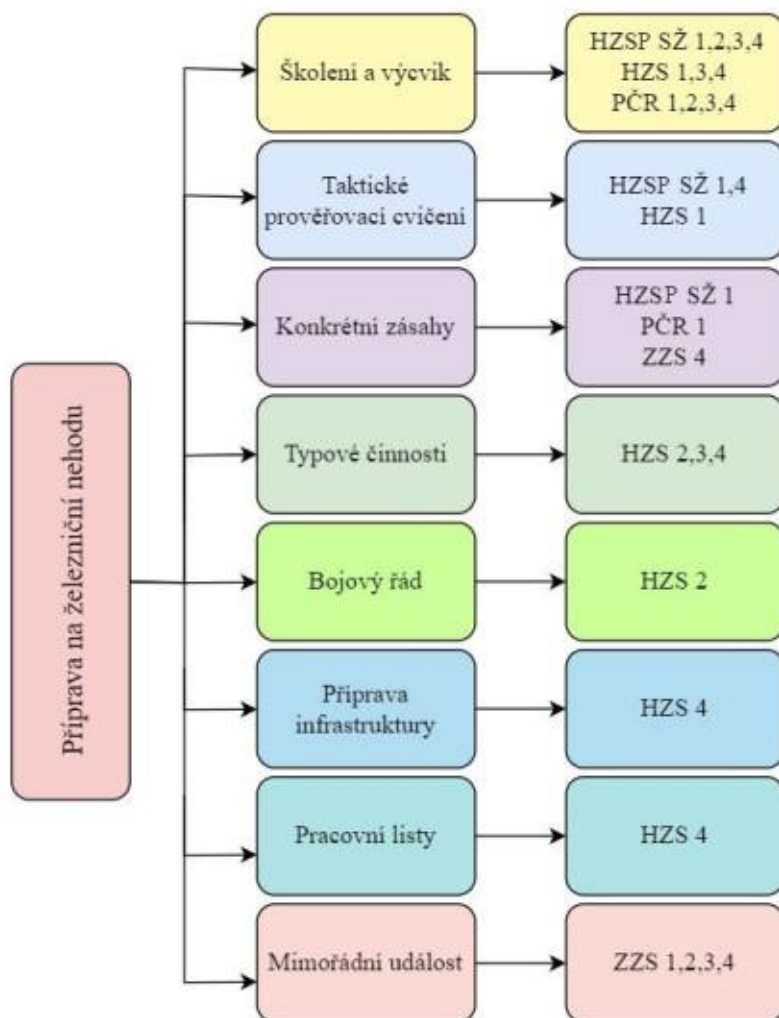 Příprava na železniční nehodu
Školení a výcvik
HZSP SŽ 1,2,3,4
HZS 1,3,4
PČR 1,2,3,4
Taktické
prověřovací cvičení
HZSP SŽ 1,4
HZS 1
Konkrétní zásahy
HZSP SŽ 1
PČR 1
ZZS 4
Typové činnosti
HZS 2,3,4
Bojový řád
HZS 2
Příprava
infrastruktury
HZS 4
Pracovní listy
HZS 4
Mimořádní událost
ZZS 1,2,3,4